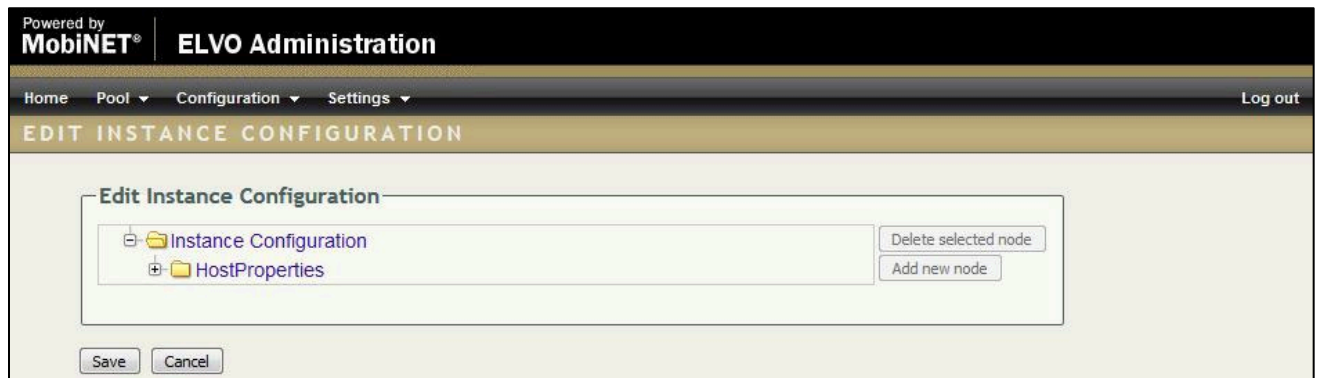 Powered by
MobiNET® ELVO Administration
Home Pool Configuration Settings Log out
EDIT INSTANCE CONFIGURATION
Edit Instance Configuration
Instance Configuration Delete selected node
HostProperties Add new node
Save Cancel